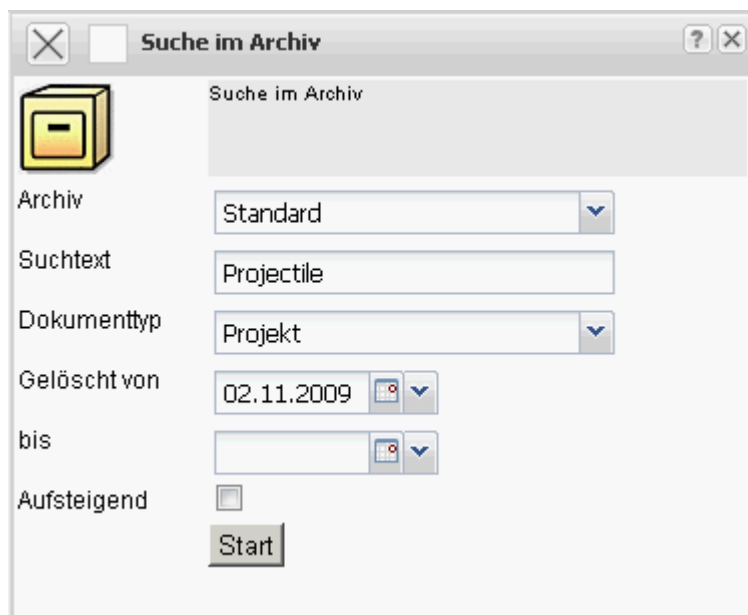 Suche im Archiv
?
Suche im Archiv
Archiv
Standard
Suchtext
Projectile
Dokumenttyp
Projekt
Gelöscht von
02.11.2009
bis
Aufsteigend
Start